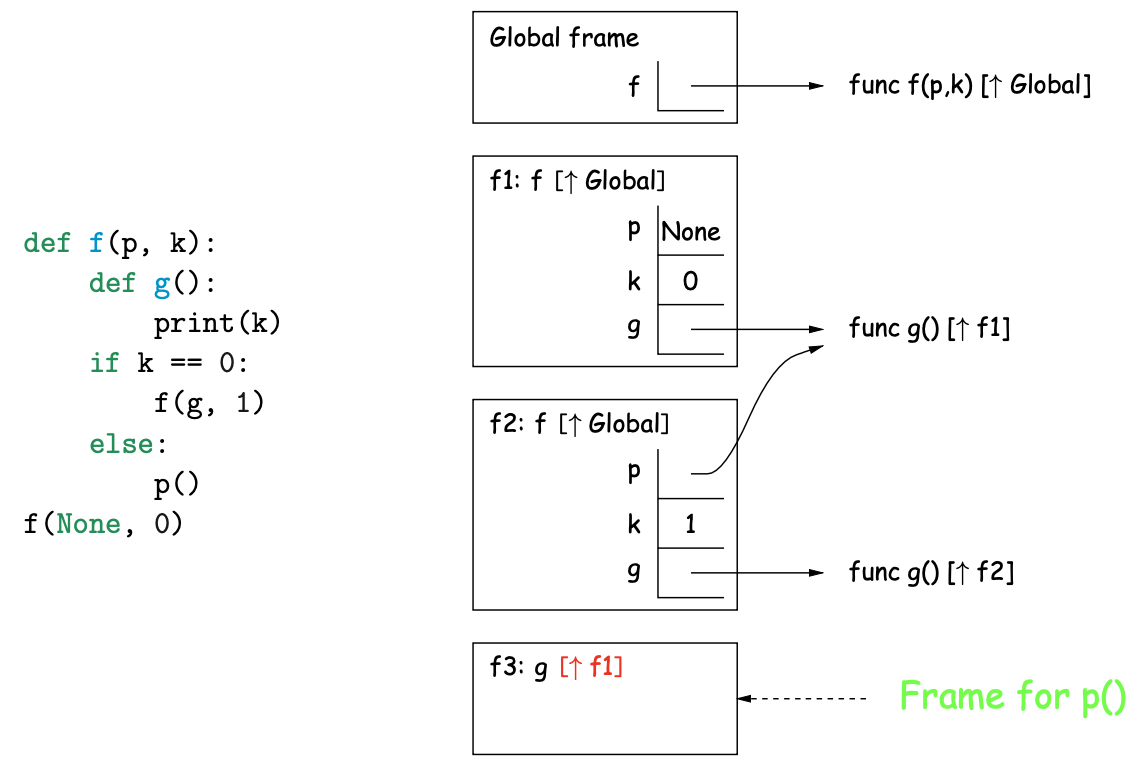 def f(p, k):
    def g():
        print(k)
    if k == 0:
        f(g, 1)
    else:
        p()
f(None, 0)
Global frame
f
func f(p,k) [↑ Global]
f1: f [↑ Global]
p None
k 0
g
func g() [↑ f1]
f2: f [↑ Global]
p
k 1
g
func g() [↑ f2]
f3: g [↑ f1]
Frame for p()